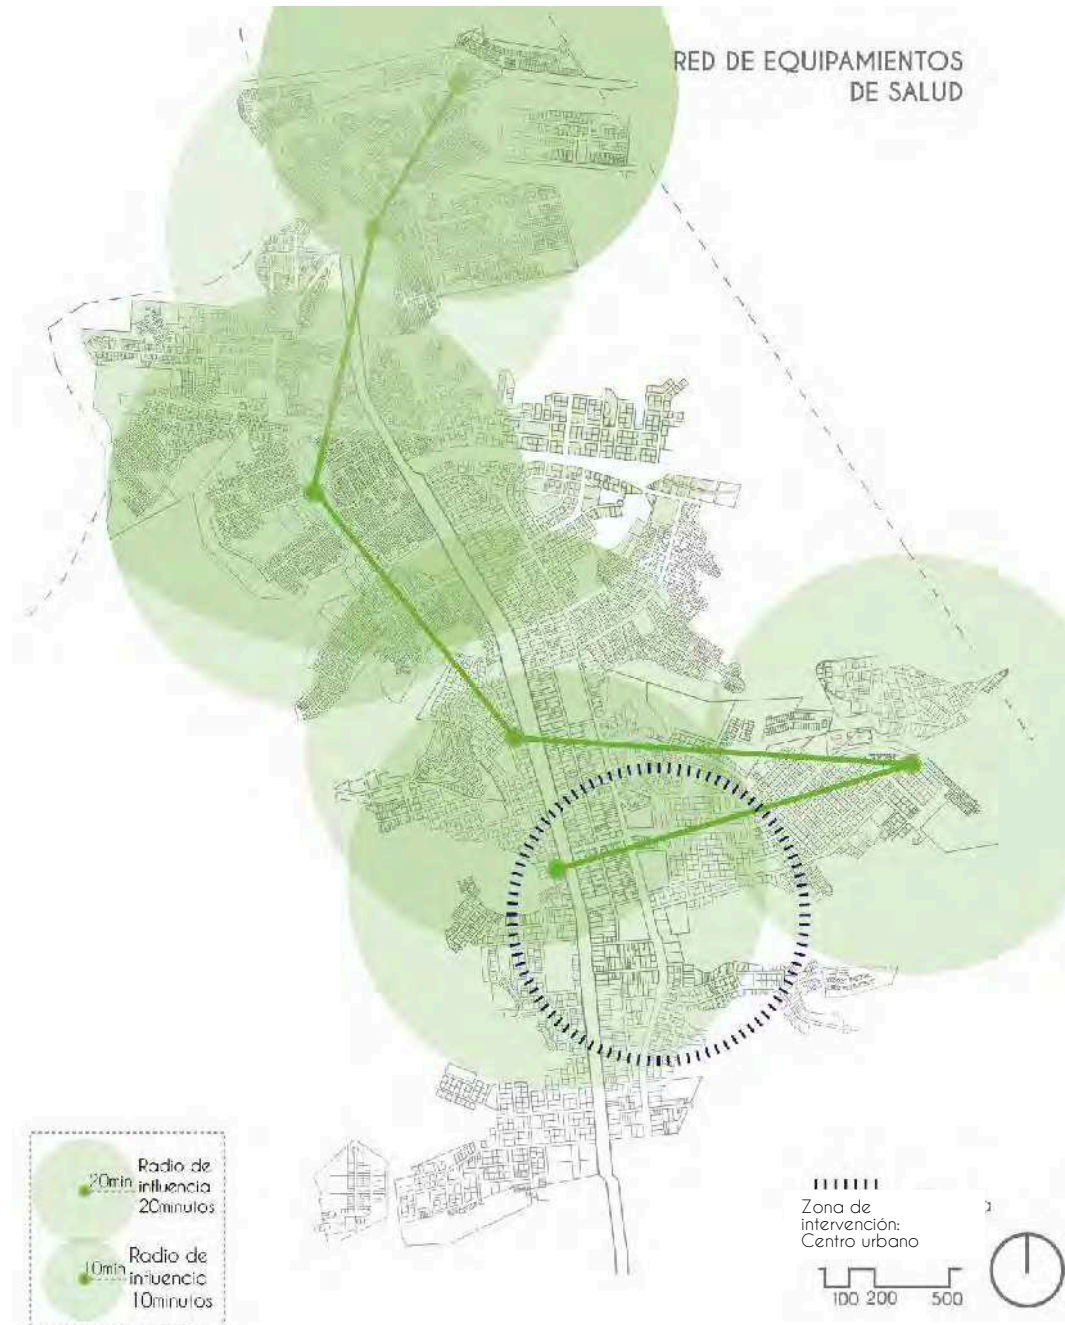 RED DE EQUIPAMIENTOS
DE SALUD
20min
Radio de
influencia
20minutos
10min
Radio de
influencia
10minutos
Zona de
intervención:
Centro urbano
100 200 500